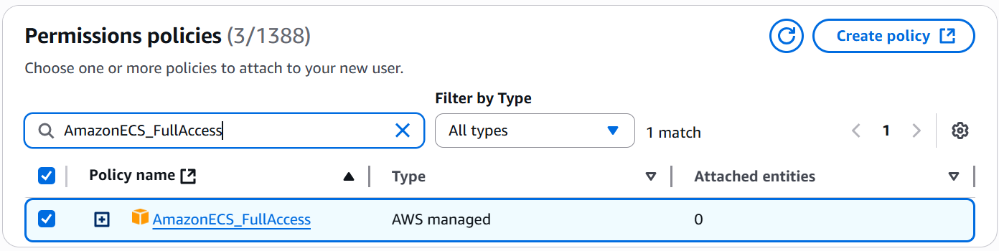 Permissions policies (3/1388)
Create policy
Choose one or more policies to attach to your new user.
Filter by Type
AmazonECS_FullAccess
All types
1 match
1
Policy name
Type
Attached entities
AmazonECS_FullAccess
AWS managed
0